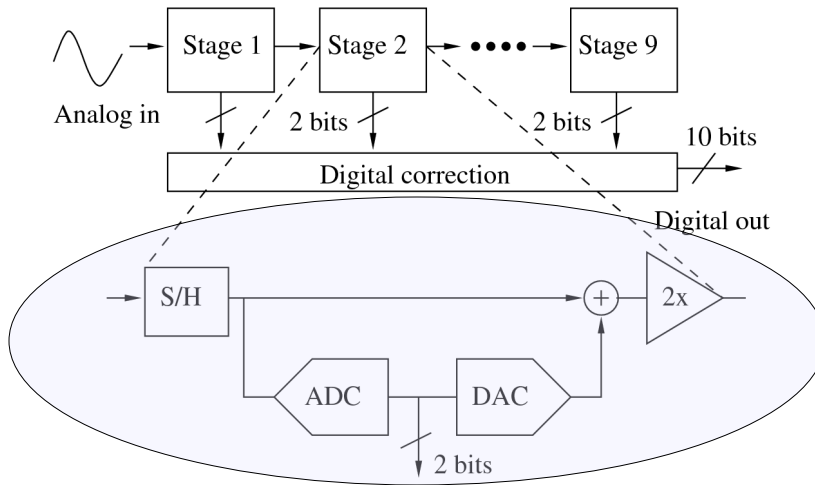 Stage 1
Stage 2
Stage 9
Analog in
2 bits
2 bits
10 bits
Digital correction
Digital out
S/H
+
2x
ADC
DAC
2 bits